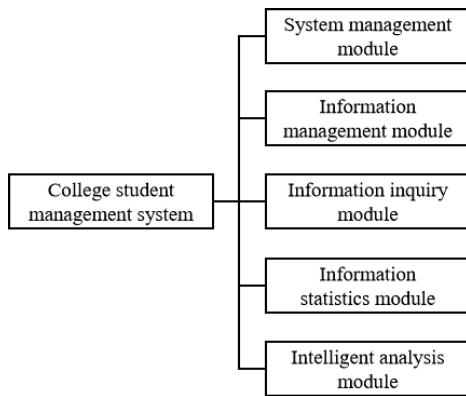 System management
module
Information
management module
College student
management system
Information inquiry
module
Information
statistics module
Intelligent analysis
module